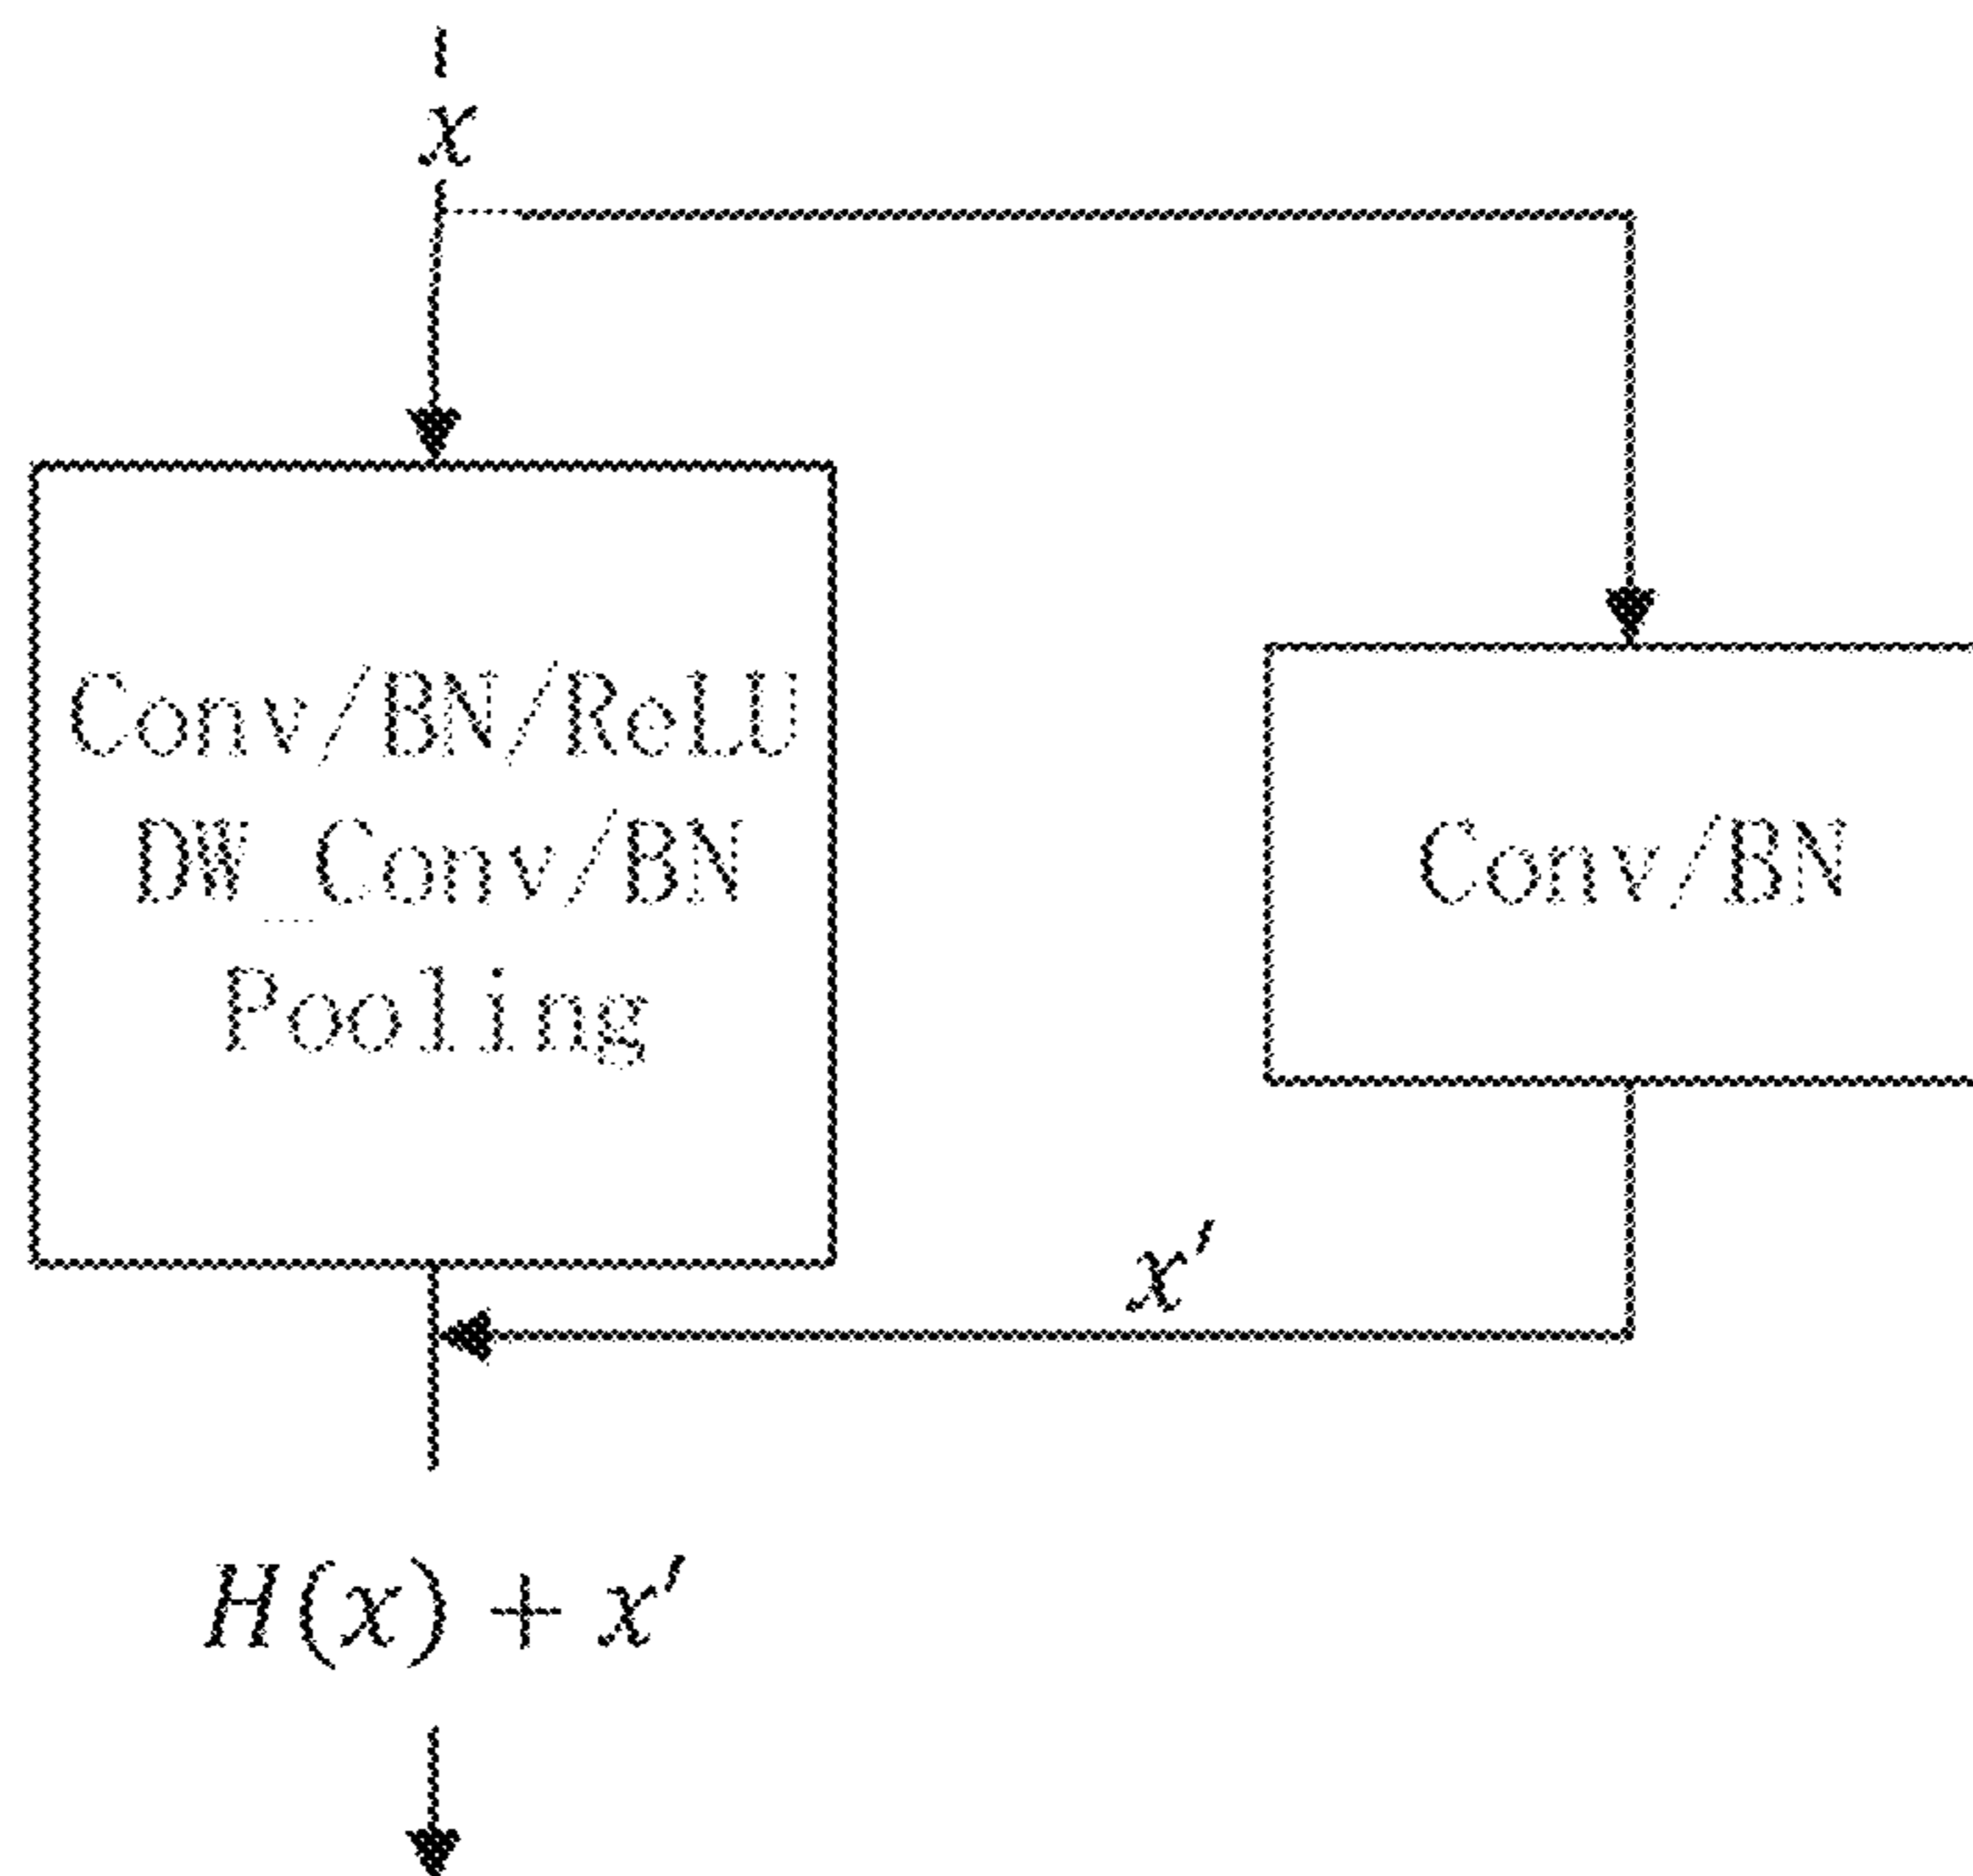 x
Conv/BN/ReLU
DW_Conv/BN
Pooling
Conv/BN
x′
H(x) + x′